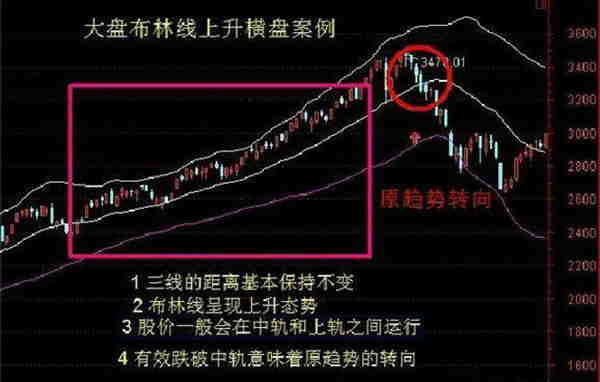 大盘布林线上升横盘案例
3600
3400
3478.01
3200
3000
2800
原趋势转向
2600
2400
2200
1 三线的距离基本保持不变
2 布林线呈现上升态势
2000
3 股价一般会在中轨和上轨之间运行
1800
4 有效跌破中轨意味着原趋势的转向
1600